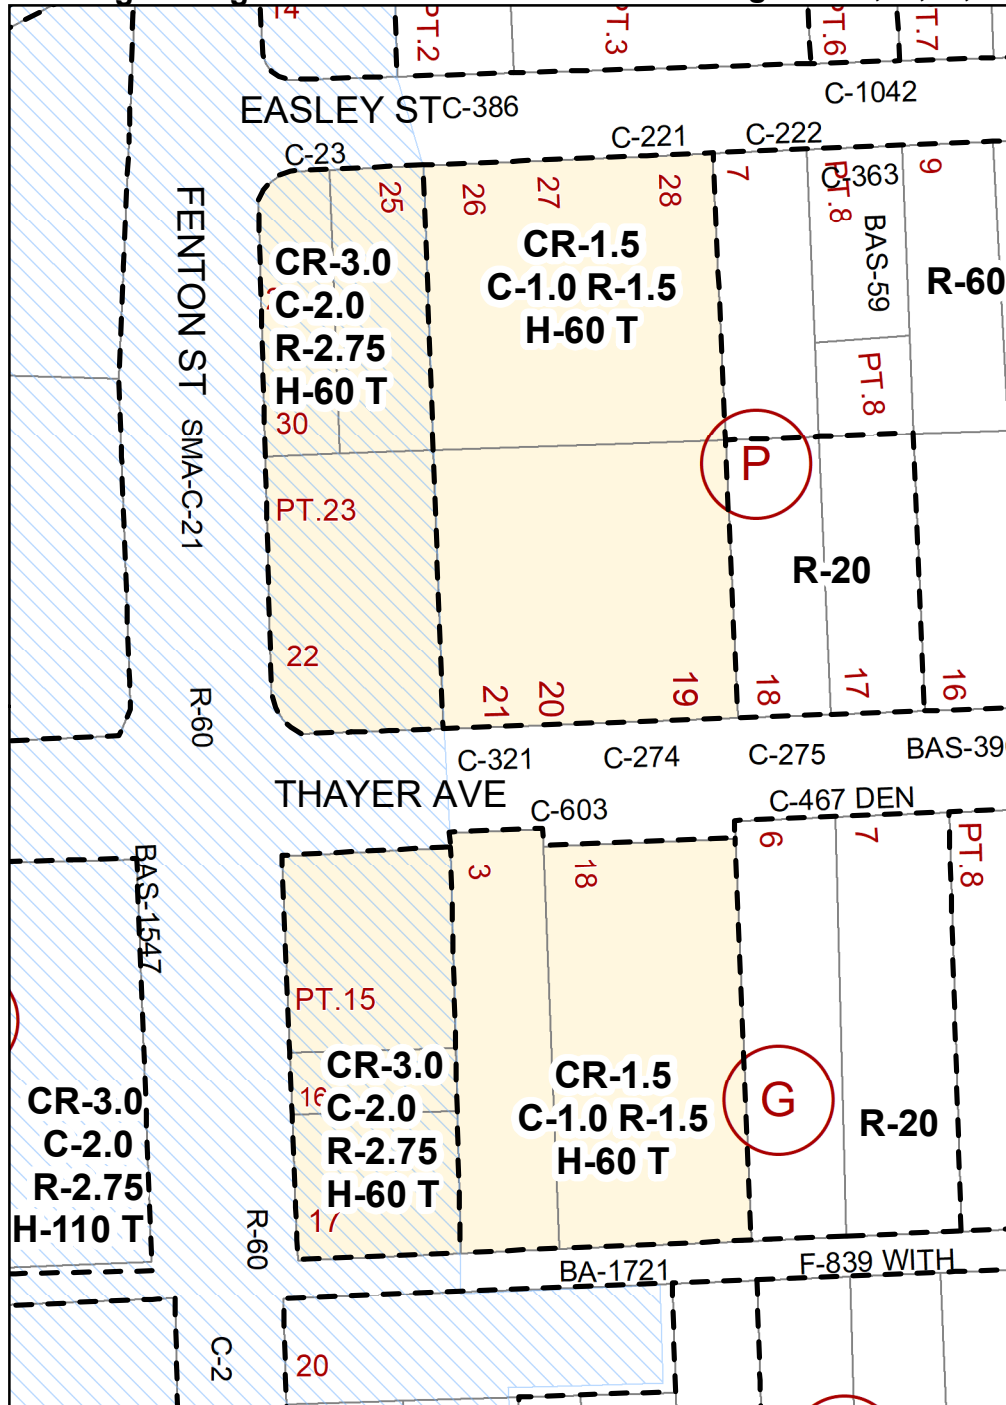 14
PT.2
PT.3
PT.6
PT.7
EASLEY ST
C-386
C-1042
C-23
C-221
C-222
C-363
25
26
27
28
7
PT.8
9
BAS-59
FENTON ST
CR-3.0
C-2.0
R-2.75
H-60 T
CR-1.5
C-1.0 R-1.5
H-60 T
R-60
PT.8
30
SMA-C-21
P
PT.23
R-20
22
21
20
19
18
17
16
R-60
C-321
C-274
C-275
THAYER AVE
C-603
C-467 DEN
3
18
6
7
PT.8
BAS-1547
PT.15
16
17
CR-3.0
C-2.0
R-2.75
H-60 T
CR-1.5
C-1.0 R-1.5
H-60 T
G
R-20
CR-3.0
C-2.0
R-2.75
H-110 T
R-60
BA-1721
F-839 WITH
C-2
20